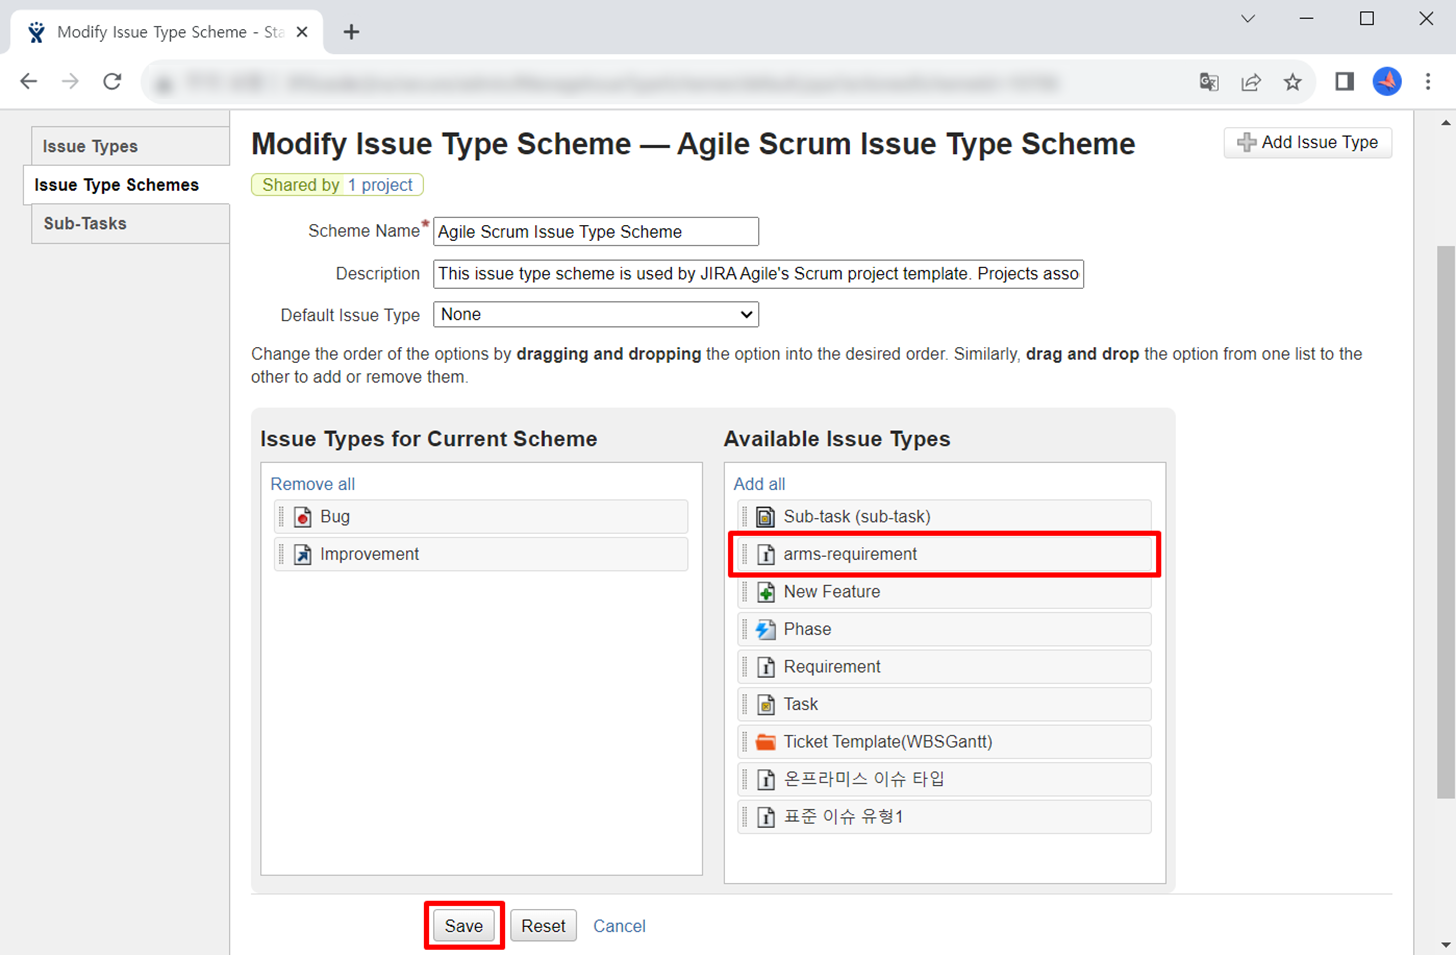 Modify Issue Type Scheme - Sta
Issue Types
Issue Type Schemes
Sub-Tasks
Modify Issue Type Scheme — Agile Scrum Issue Type Scheme
Add Issue Type
Shared by 1 project
Scheme Name* Agile Scrum Issue Type Scheme
Description This issue type scheme is used by JIRA Agile's Scrum project template. Projects asso
Default Issue Type None
Change the order of the options by dragging and dropping the option into the desired order. Similarly, drag and drop the option from one list to the
other to add or remove them.
Issue Types for Current Scheme
Remove all
Bug
Improvement
Available Issue Types
Add all
Sub-task (sub-task)
arms-requirement
New Feature
Phase
Requirement
Task
Ticket Template(WBSGantt)
온프라미스 이슈 타입
표준 이슈 유형1
Save Reset Cancel